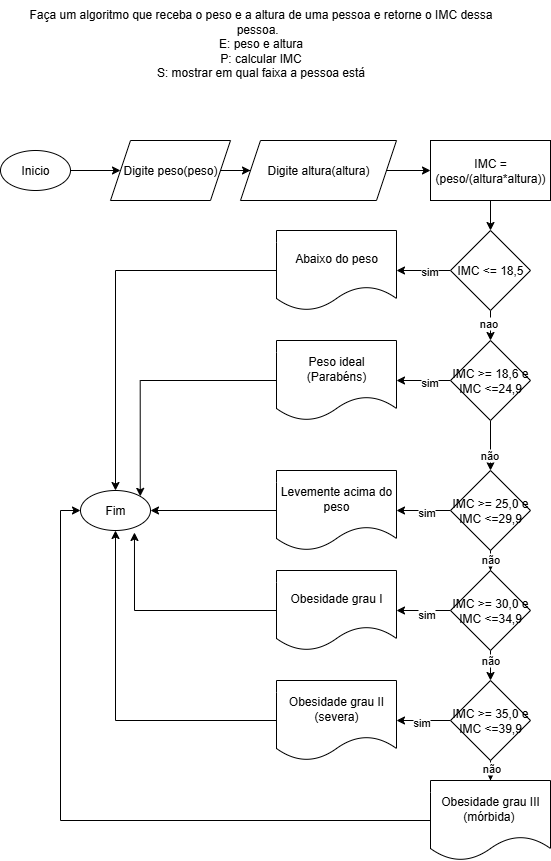 Faça um algoritmo que receba o peso e a altura de uma pessoa e retorne o IMC dessa
pessoa.
E: peso e altura
P: calcular IMC
S: mostrar em qual faixa a pessoa está
Inicio
Digite peso(peso)
Digite altura(altura)
IMC =
(peso/(altura*altura))
Abaixo do peso
sim
IMC <= 18,5
nao
Peso ideal
(Parabéns)
sim
IMC >= 18,6 e
IMC <=24,9
não
Levemente acima do
peso
sim
IMC >= 25,0 e
IMC <=29,9
Fim
não
Obesidade grau I
sim
IMC >= 30,0 e
IMC <=34,9
não
Obesidade grau II
(severa)
sim
IMC >= 35,0 e
IMC <=39,9
não
Obesidade grau III
(mórbida)